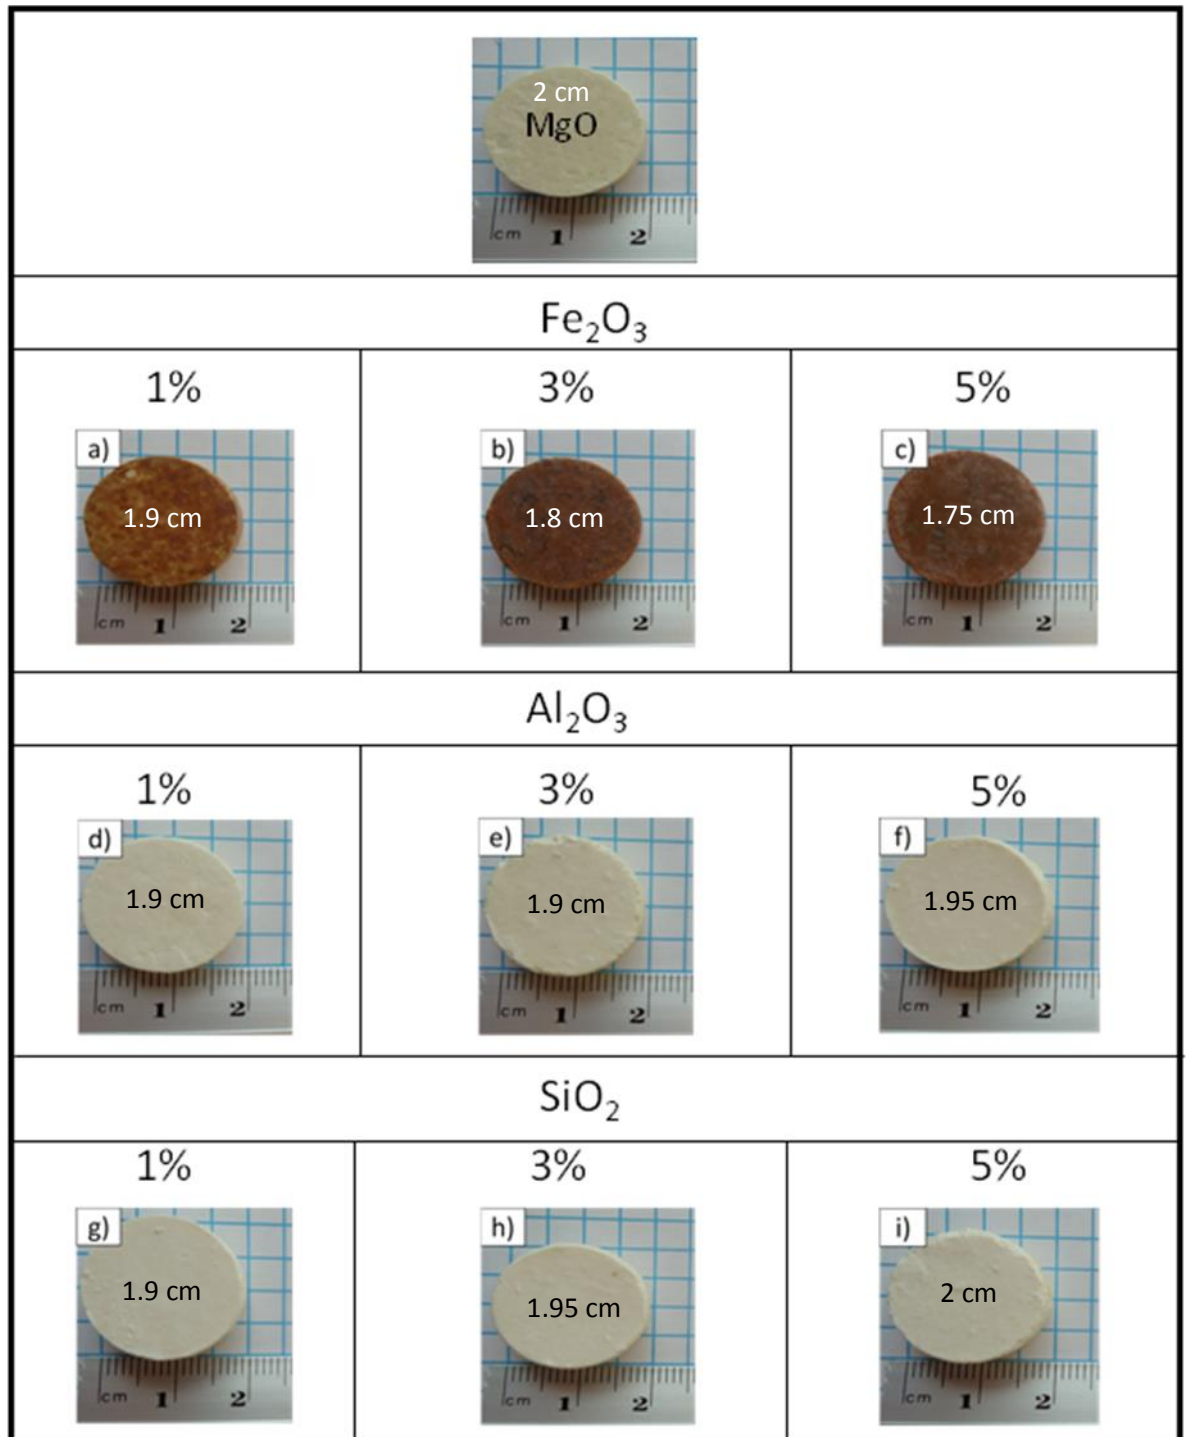 2 cm
MgO
cm 1 2
Fe₂O₃
1% 3% 5%
a) b) c)
1.9 cm 1.8 cm 1.75 cm
cm 1 2 cm 1 2 cm 1 2
Al₂O₃
1% 3% 5%
d) e) f)
1.9 cm 1.9 cm 1.95 cm
cm 1 2 cm 1 2 cm 1 2
SiO₂
1% 3% 5%
g) h) i)
1.9 cm 1.95 cm 2 cm
cm 1 2 cm 1 2 cm 1 2